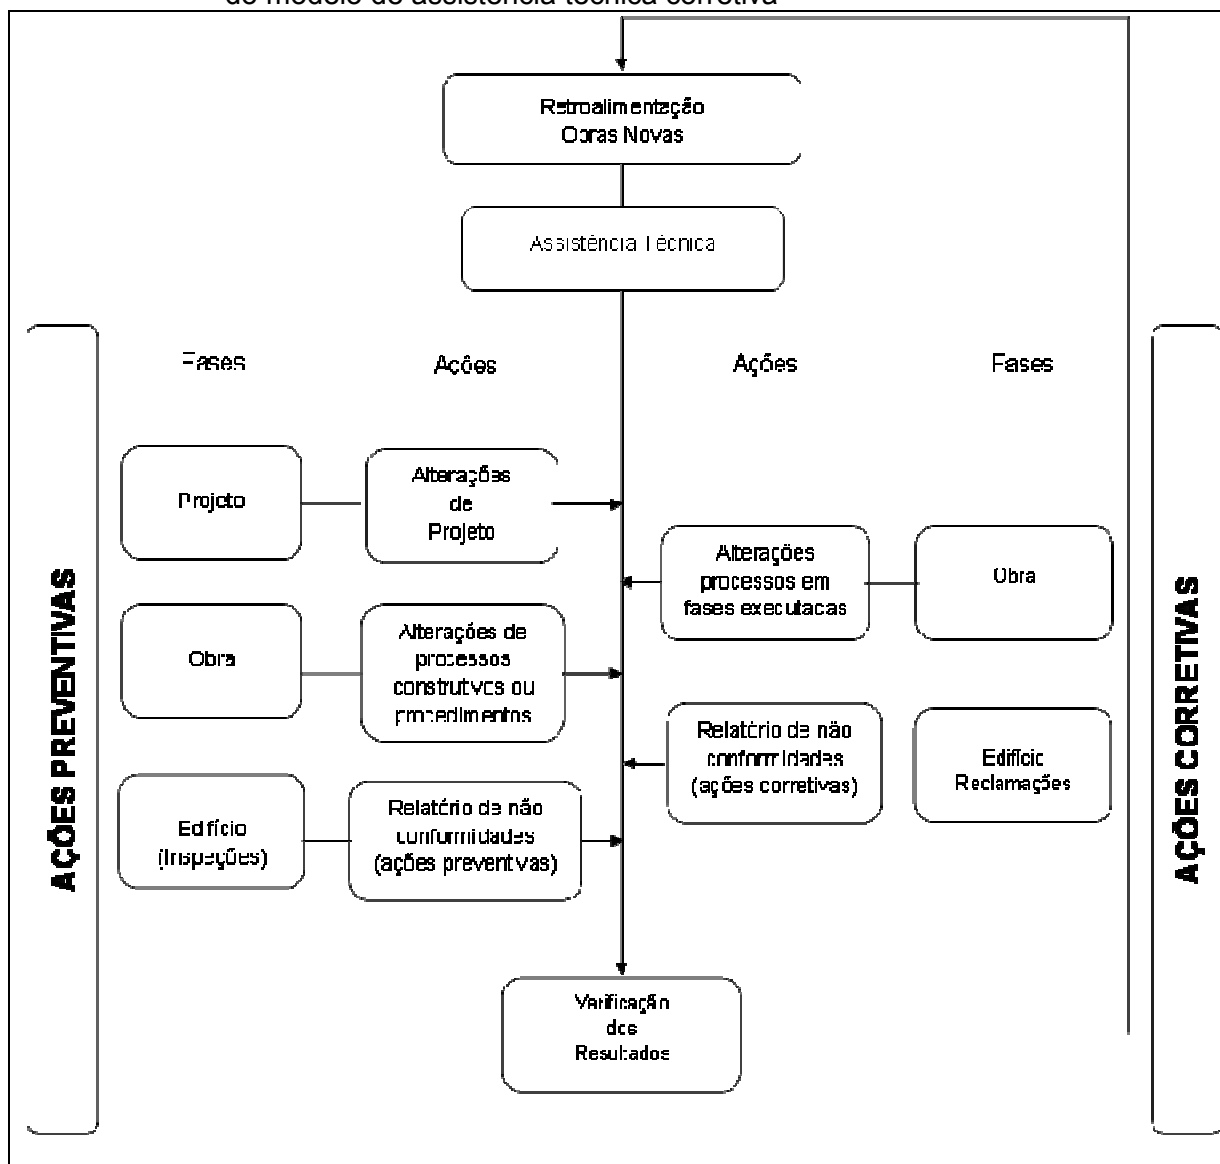 do modelo de assistência técnica corretiva
Retroalimentação
Obras Novas
Assistência Técnica
Fases
Ações
Ações
Fases
AÇÕES PREVENTIVAS
Projeto
Alterações
de
Projeto
Alterações
processos em
fases executadas
Obra
Obra
Alterações de
processos
construtivos ou
procedimentos
Relatório de não
conformidades
(ações corretivas)
Edifício
Reclamações
Edifício
(Inspeções)
Relatório de não
conformidades
(ações preventivas)
AÇÕES CORRETIVAS
Verificação
dos
Resultados